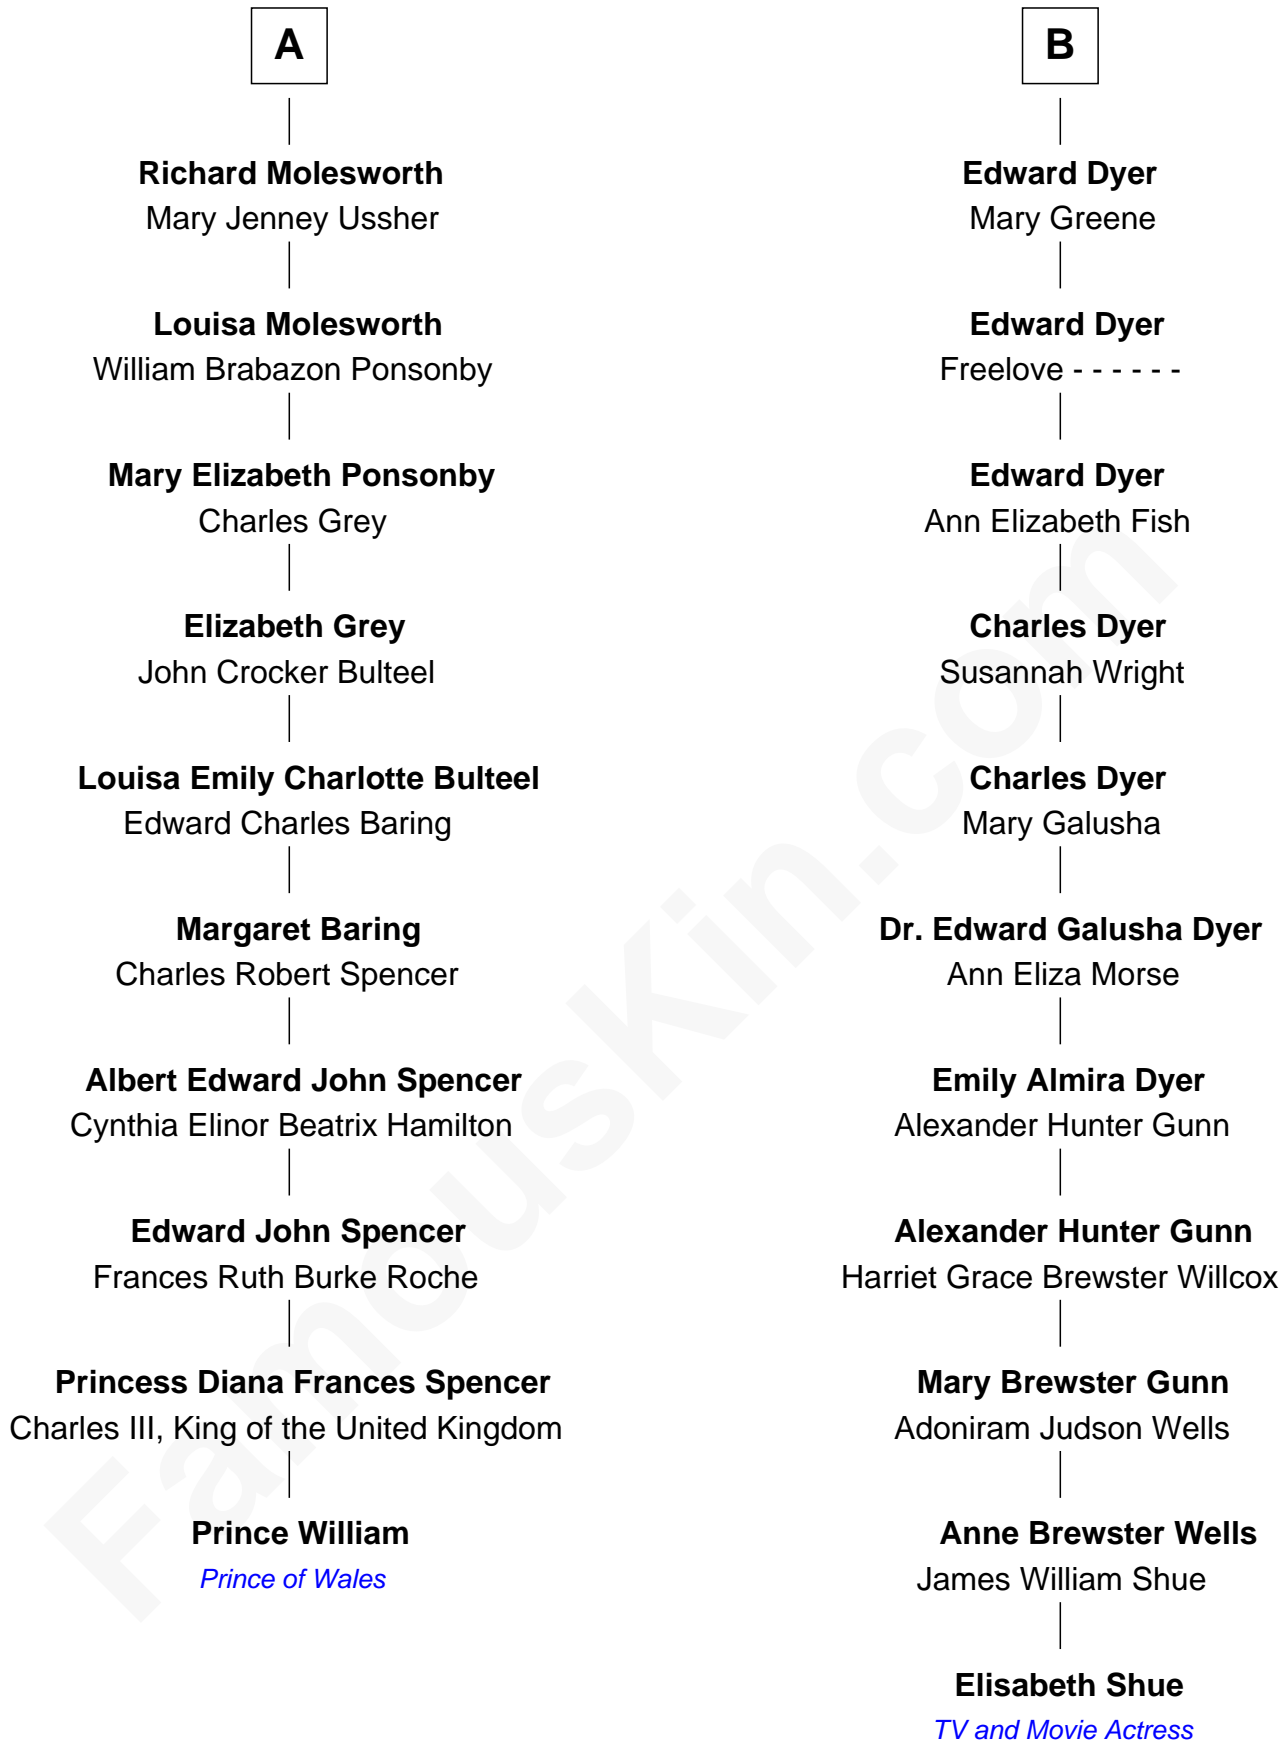 A
Richard Molesworth
Mary Jenney Ussher
Louisa Molesworth
William Brabazon Ponsonby
Mary Elizabeth Ponsonby
Charles Grey
Elizabeth Grey
John Crocker Bulteel
Louisa Emily Charlotte Bulteel
Edward Charles Baring
Margaret Baring
Charles Robert Spencer
Albert Edward John Spencer
Cynthia Elinor Beatrix Hamilton
Edward John Spencer
Frances Ruth Burke Roche
Princess Diana Frances Spencer
Charles III, King of the United Kingdom
Prince William
Prince of Wales
B
Edward Dyer
Mary Greene
Edward Dyer
Freelove - - - - - -
Edward Dyer
Ann Elizabeth Fish
Charles Dyer
Susannah Wright
Charles Dyer
Mary Galusha
Dr. Edward Galusha Dyer
Ann Eliza Morse
Emily Almira Dyer
Alexander Hunter Gunn
Alexander Hunter Gunn
Harriet Grace Brewster Willcox
Mary Brewster Gunn
Adoniram Judson Wells
Anne Brewster Wells
James William Shue
Elisabeth Shue
TV and Movie Actress
FamousKin.com